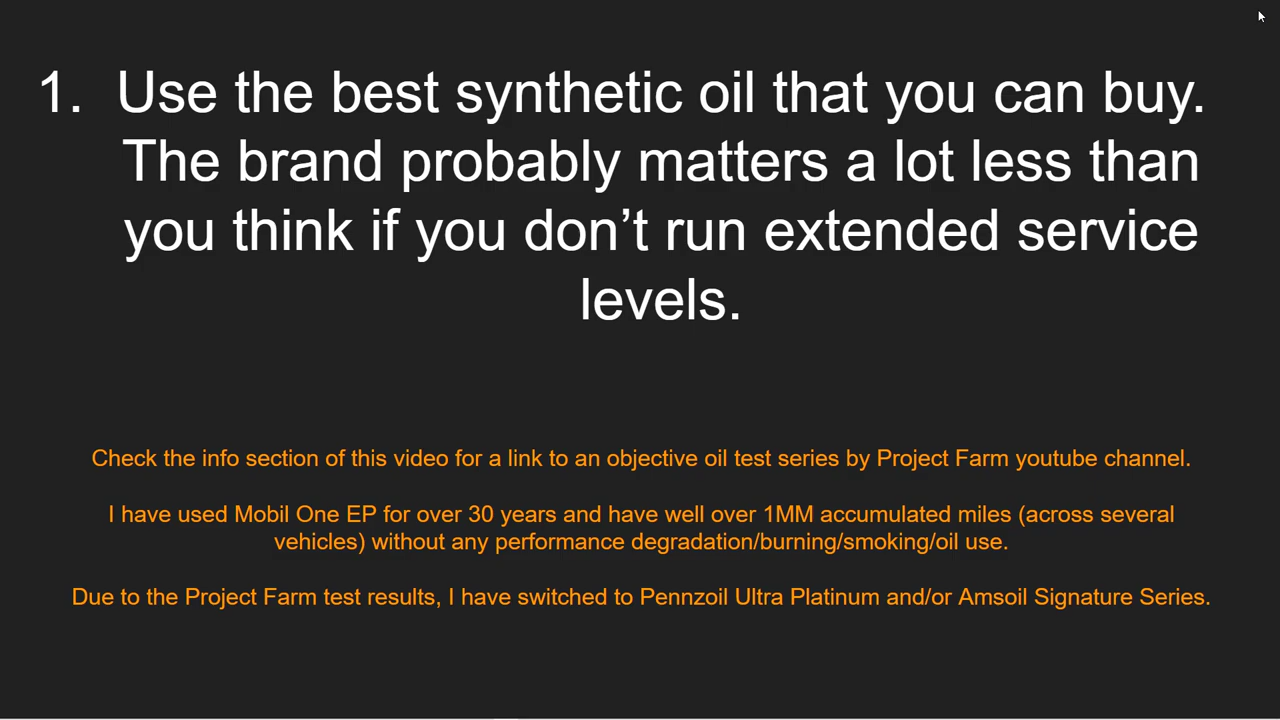 1. Use the best synthetic oil that you can buy.
The brand probably matters a lot less than
you think if you don’t run extended service
levels.
Check the info section of this video for a link to an objective oil test series by Project Farm youtube channel.
I have used Mobil One EP for over 30 years and have well over 1MM accumulated miles (across several
vehicles) without any performance degradation/burning/smoking/oil use.
Due to the Project Farm test results, I have switched to Pennzoil Ultra Platinum and/or Amsoil Signature Series.